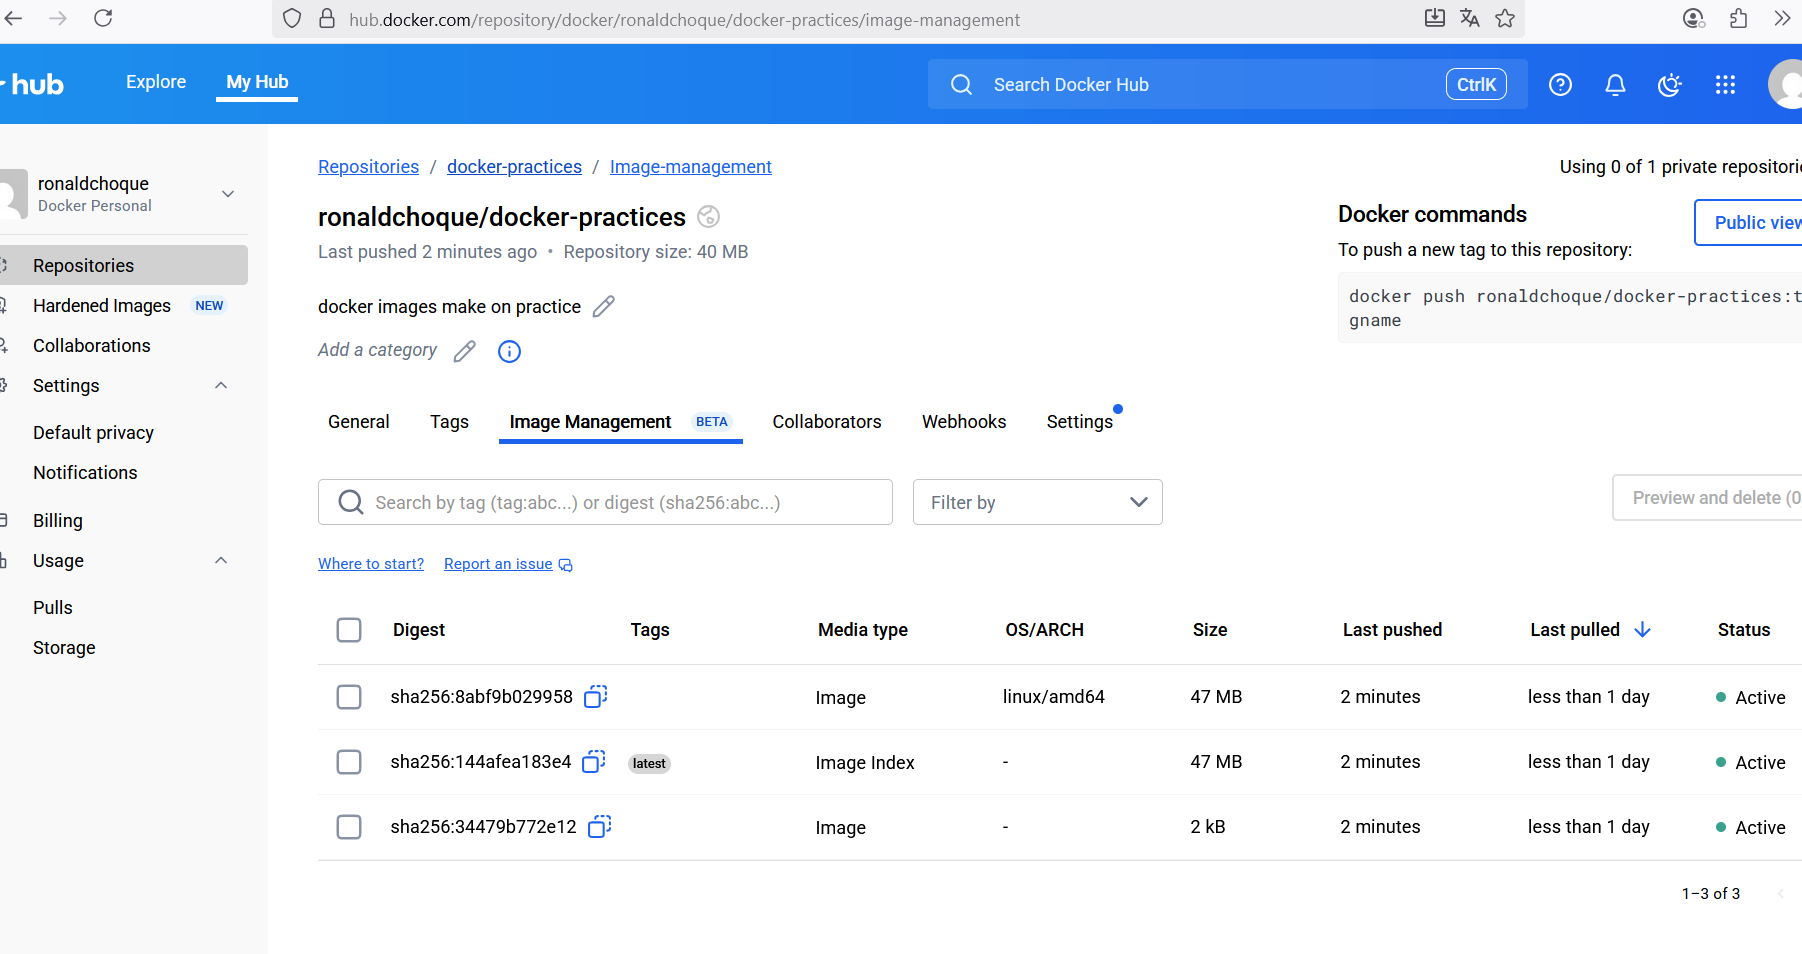 hub.docker.com/repository/docker/ronaldchoque/docker-practices/image-management
hub
Explore
My Hub
Search Docker Hub
CtrlK
ronaldchoque
Docker Personal
Repositories
Hardened Images NEW
Collaborations
Settings
Default privacy
Notifications
Billing
Usage
Pulls
Storage
Repositories / docker-practices / Image-management
Using 0 of 1 private repositorie
ronaldchoque/docker-practices
Last pushed 2 minutes ago • Repository size: 40 MB
docker images make on practice
Add a category
Docker commands
Public view
To push a new tag to this repository:
docker push ronaldchoque/docker-practices:t
gname
General Tags Image Management BETA Collaborators Webhooks Settings
Search by tag (tag:abc...) or digest (sha256:abc...)
Filter by
Preview and delete (0
Where to start? Report an issue
Digest Tags Media type OS/ARCH Size Last pushed Last pulled Status
sha256:8abf9b029958 Image linux/amd64 47 MB 2 minutes less than 1 day Active
sha256:144afea183e4 latest Image Index - 47 MB 2 minutes less than 1 day Active
sha256:34479b772e12 Image - 2 kB 2 minutes less than 1 day Active
1–3 of 3